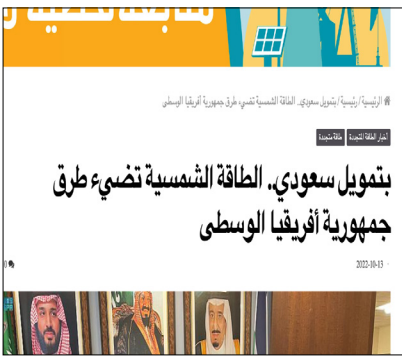 الرئيسية / رئيسية / بتمويل سعودي.. الطاقة الشمسية تضيء طرق جمهورية أفريقيا الوسطى
أخبار الطاقة المتجددة طاقة متجددة
بتمويل سعودي.. الطاقة الشمسية تضيء طرق
جمهورية أفريقيا الوسطى
2022-10-13
0